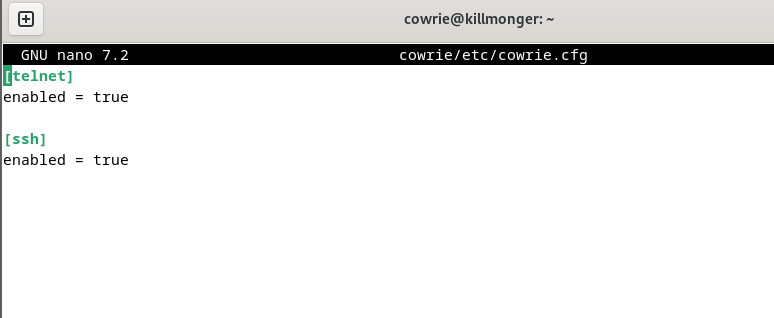 cowrie@killmonger: ~
GNU nano 7.2 cowrie/etc/cowrie.cfg
[telnet]
enabled = true
[ssh]
enabled = true